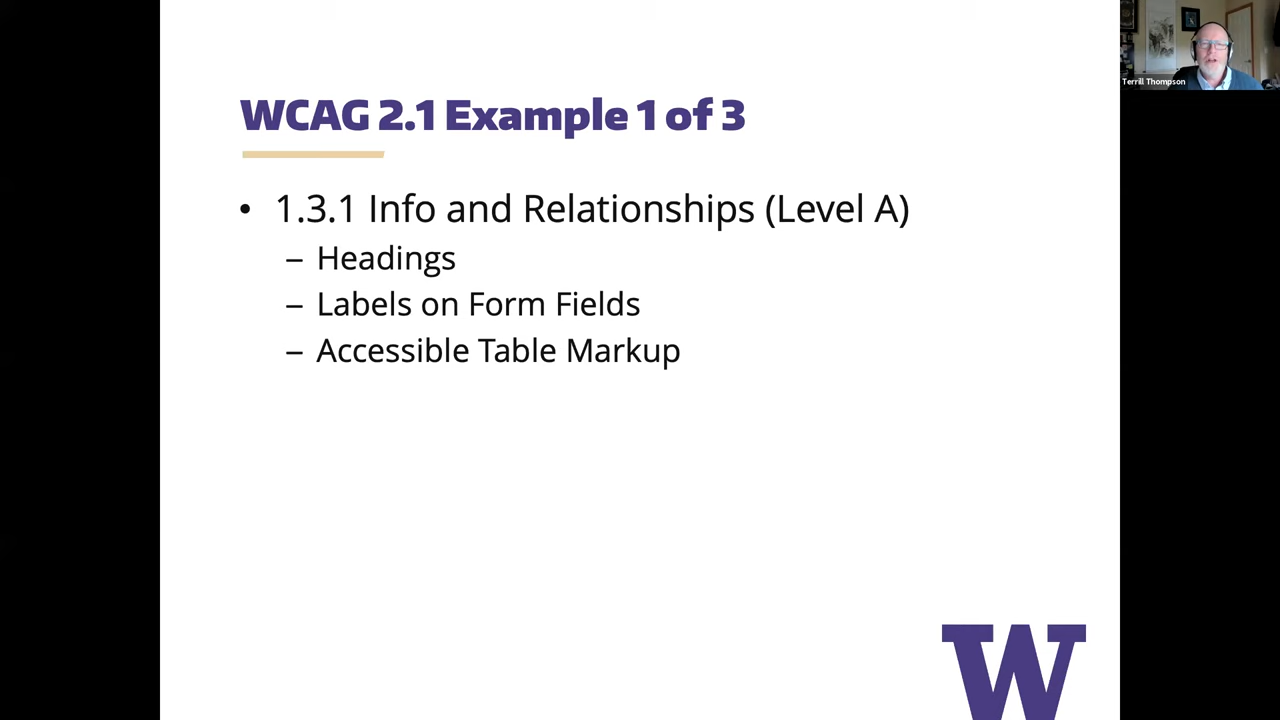 WCAG 2.1 Example 1 of 3
• 1.3.1 Info and Relationships (Level A)
– Headings
– Labels on Form Fields
– Accessible Table Markup
Terrill Thompson
W